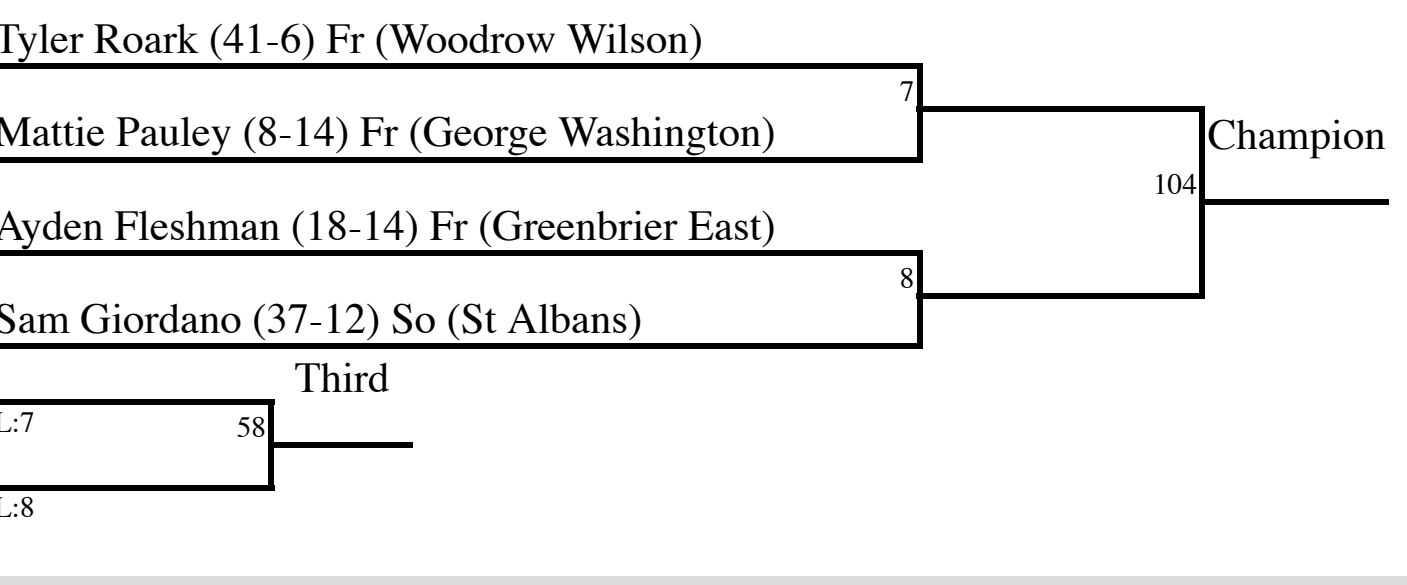 Tyler Roark (41-6) Fr (Woodrow Wilson)
7
Mattie Pauley (8-14) Fr (George Washington)
Champion
104
Ayden Fleshman (18-14) Fr (Greenbrier East)
8
Sam Giordano (37-12) So (St Albans)
Third
L:7
58
L:8